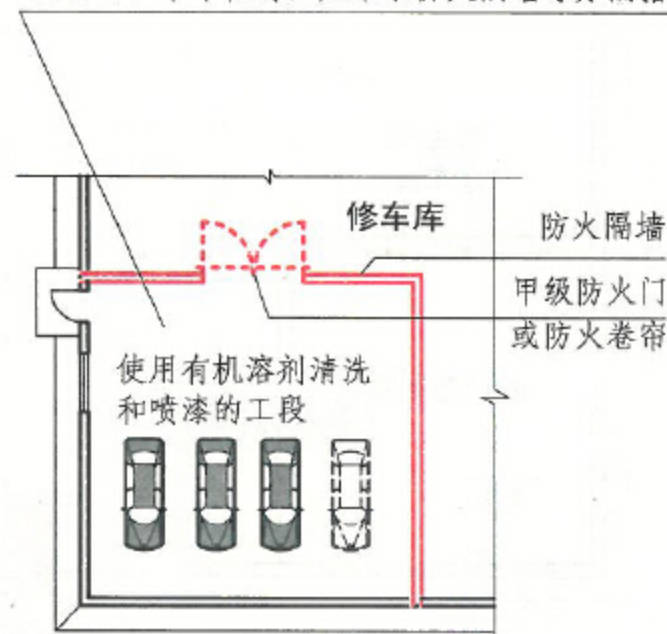 修车库
防火隔墙
甲级防火门
或防火卷帘
使用有机溶剂清洗
和喷漆的工段